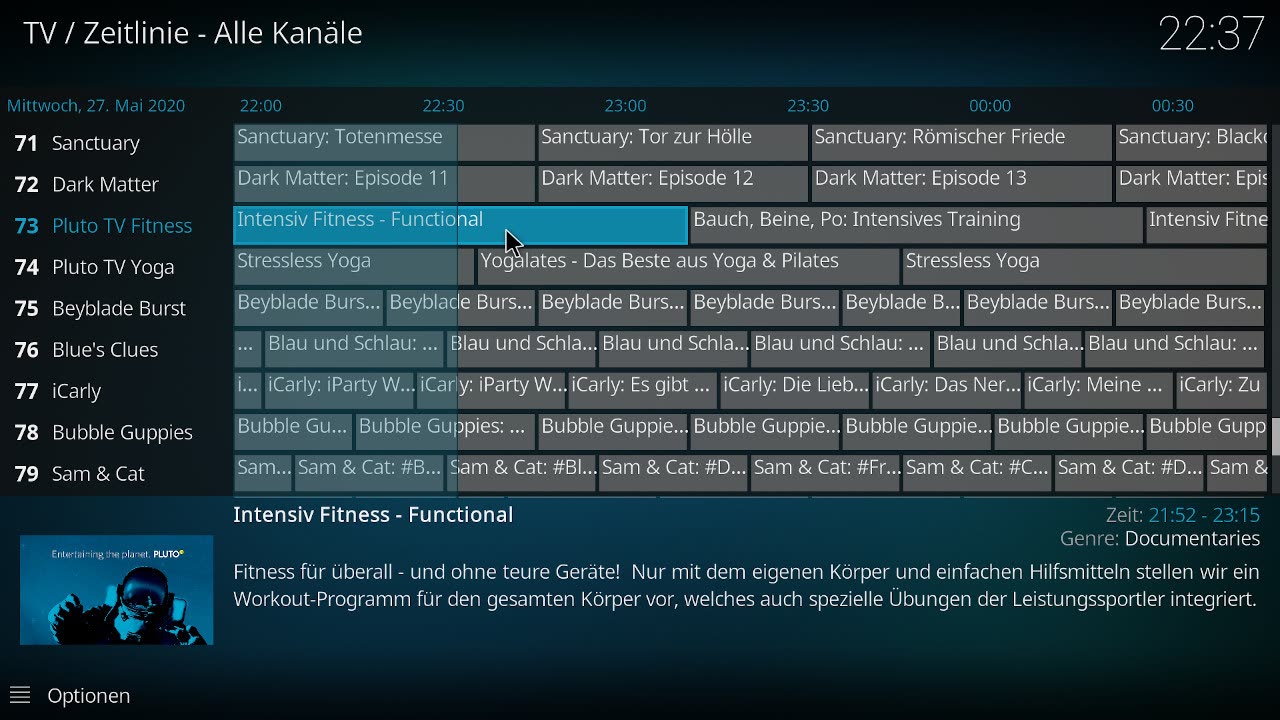 TV / Zeitlinie - Alle Kanäle
22:37
Mittwoch, 27. Mai 2020 22:00 22:30 23:00 23:30 00:00 00:30
71 Sanctuary Sanctuary: Totenmesse Sanctuary: Tor zur Hölle Sanctuary: Römischer Friede Sanctuary: Blackc
72 Dark Matter Dark Matter: Episode 11 Dark Matter: Episode 12 Dark Matter: Episode 13 Dark Matter: Epis
73 Pluto TV Fitness Intensiv Fitness - Functional Bauch, Beine, Po: Intensives Training Intensiv Fitne
74 Pluto TV Yoga Stressless Yoga Yogalates - Das Beste aus Yoga & Pilates Stressless Yoga
75 Beyblade Burst Beyblade Burs... Beyblade Burs... Beyblade Burs... Beyblade Burs... Beyblade B... Beyblade Burs... Beyblade Burs...
76 Blue's Clues ... Blau und Schlau: ... Blau und Schla... Blau und Schla... Blau und Schlau: ... Blau und Schla... Blau und Schlau: ...
77 iCarly i... iCarly: iParty W... iCarly: iParty W... iCarly: Es gibt ... iCarly: Die Lieb... iCarly: Das Ner... iCarly: Meine ... iCarly: Zu
78 Bubble Guppies Bubble Gu... Bubble Guppies: ... Bubble Guppie... Bubble Guppie... Bubble Guppie... Bubble Guppie... Bubble Gupp
79 Sam & Cat Sam... Sam & Cat: #B... Sam & Cat: #Bl... Sam & Cat: #D... Sam & Cat: #Fr... Sam & Cat: #C... Sam & Cat: #D... Sam &
Intensiv Fitness - Functional
Zeit: 21:52 - 23:15
Genre: Documentaries
Entertaining the planet. PLUTO
Fitness für überall - und ohne teure Geräte!  Nur mit dem eigenen Körper und einfachen Hilfsmitteln stellen wir ein
Workout-Programm für den gesamten Körper vor, welches auch spezielle Übungen der Leistungssportler integriert.
Optionen